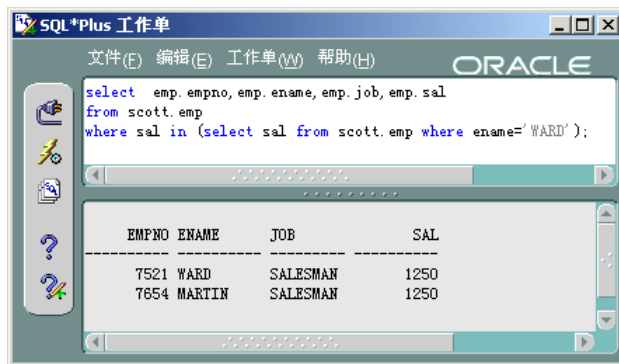 SQL*Plus 工作单
文件(F) 编辑(E) 工作单(W) 帮助(H)
ORACLE
select emp.empno,emp.ename,emp.job,emp.sal
from scott.emp
where sal in (select sal from scott.emp where ename='WARD');
EMPNO ENAME JOB SAL
---------- ---------- --------- ----------
7521 WARD SALESMAN 1250
7654 MARTIN SALESMAN 1250